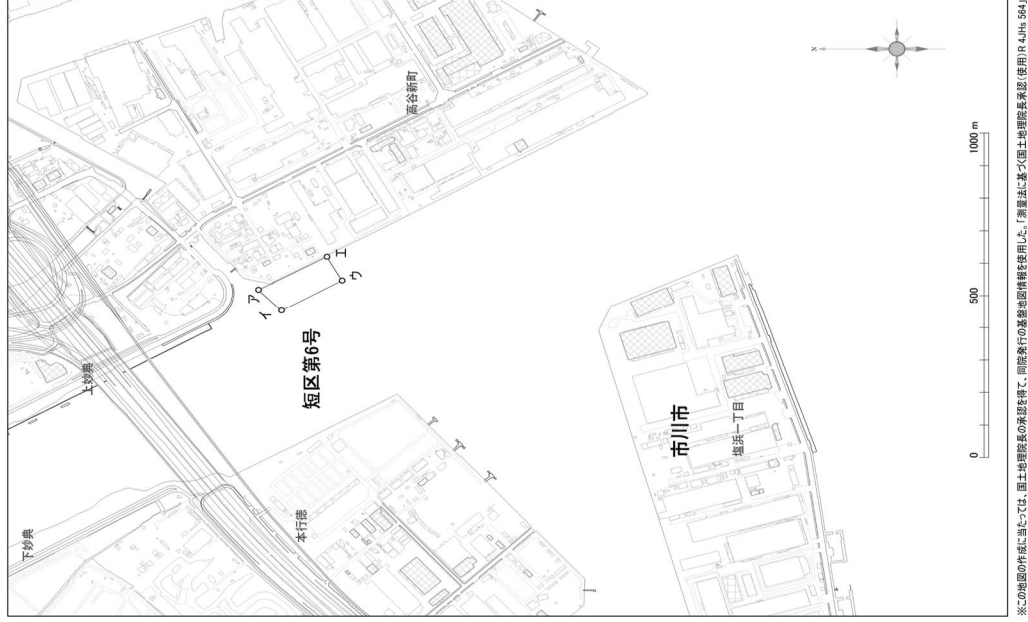 下妙典
上妙典
高谷新町
本行徳
短区第6号
ア
イ
ウ
エ
市川市
塩浜一丁目
N
0 500 1000 m
※この地図の作成に当たっては、国土地理院長の承認を得て、同院発行の基盤地図情報を使用した。「測量法に基づく国土地理院長承認(使用)R 4JHs 564」